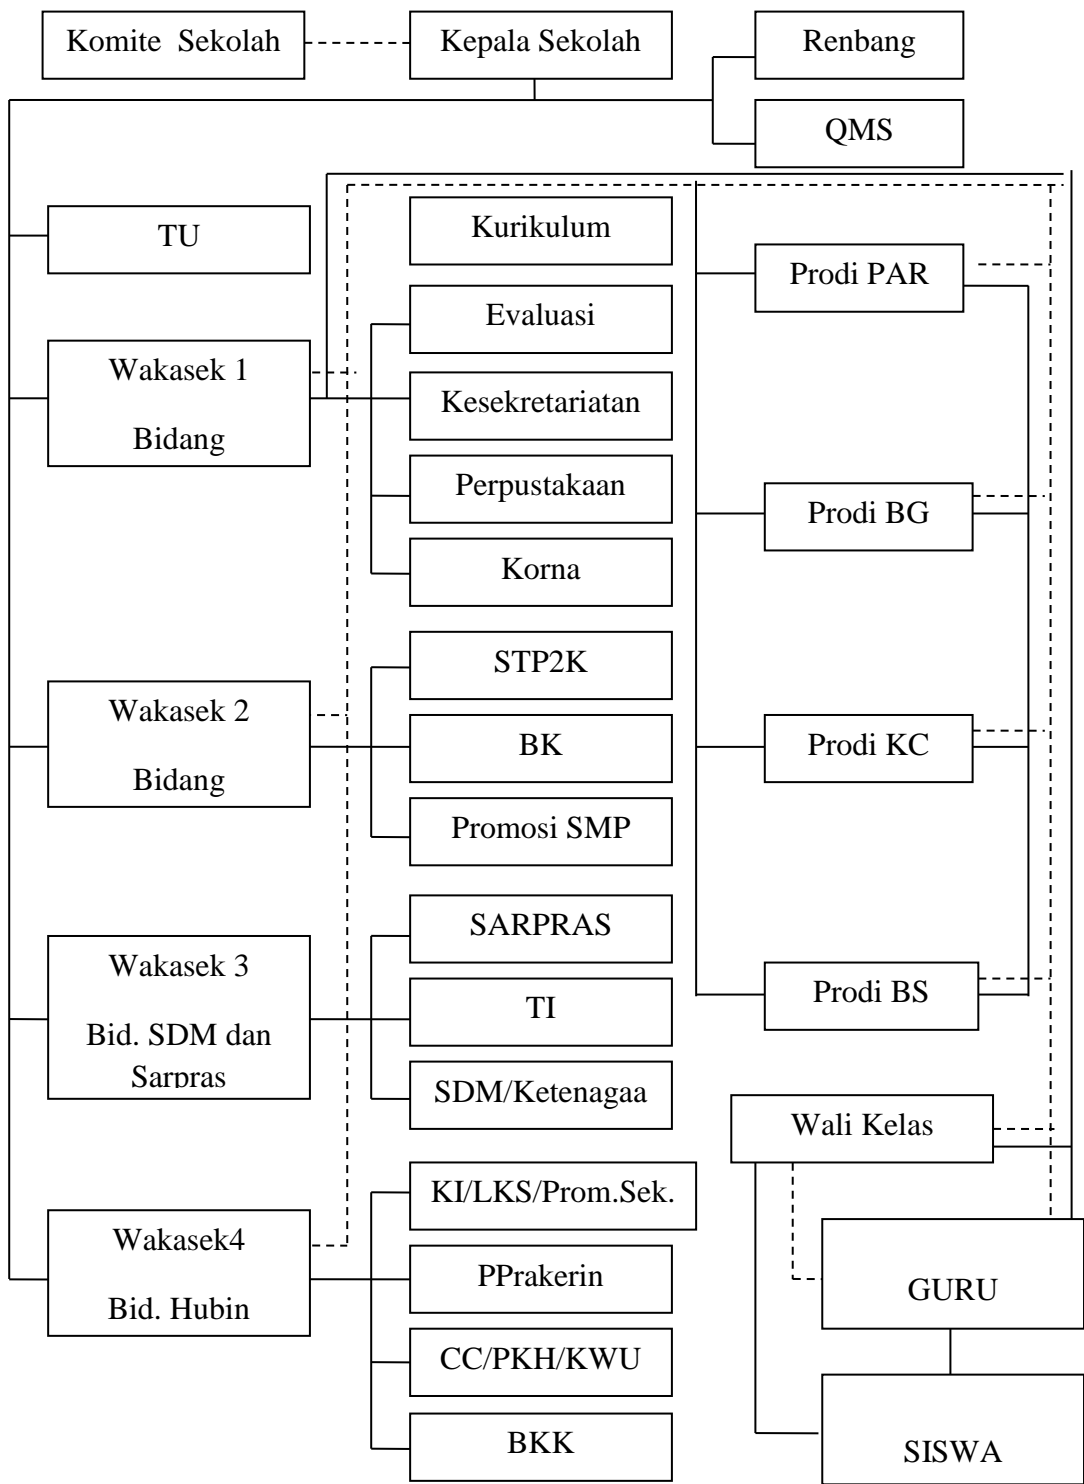 Komite Sekolah
Kepala Sekolah
Renbang
QMS
TU
Kurikulum
Prodi PAR
Evaluasi
Wakasek 1
Bidang
Kesekretariatan
Perpustakaan
Prodi BG
Korna
STP2K
Wakasek 2
Bidang
BK
Prodi KC
Promosi SMP
SARPRAS
Wakasek 3
Bid. SDM dan
Sarpras
TI
Prodi BS
SDM/Ketenagaa
Wali Kelas
KI/LKS/Prom.Sek.
Wakasek4
Bid. Hubin
PPrakerin
GURU
CC/PKH/KWU
BKK
SISWA